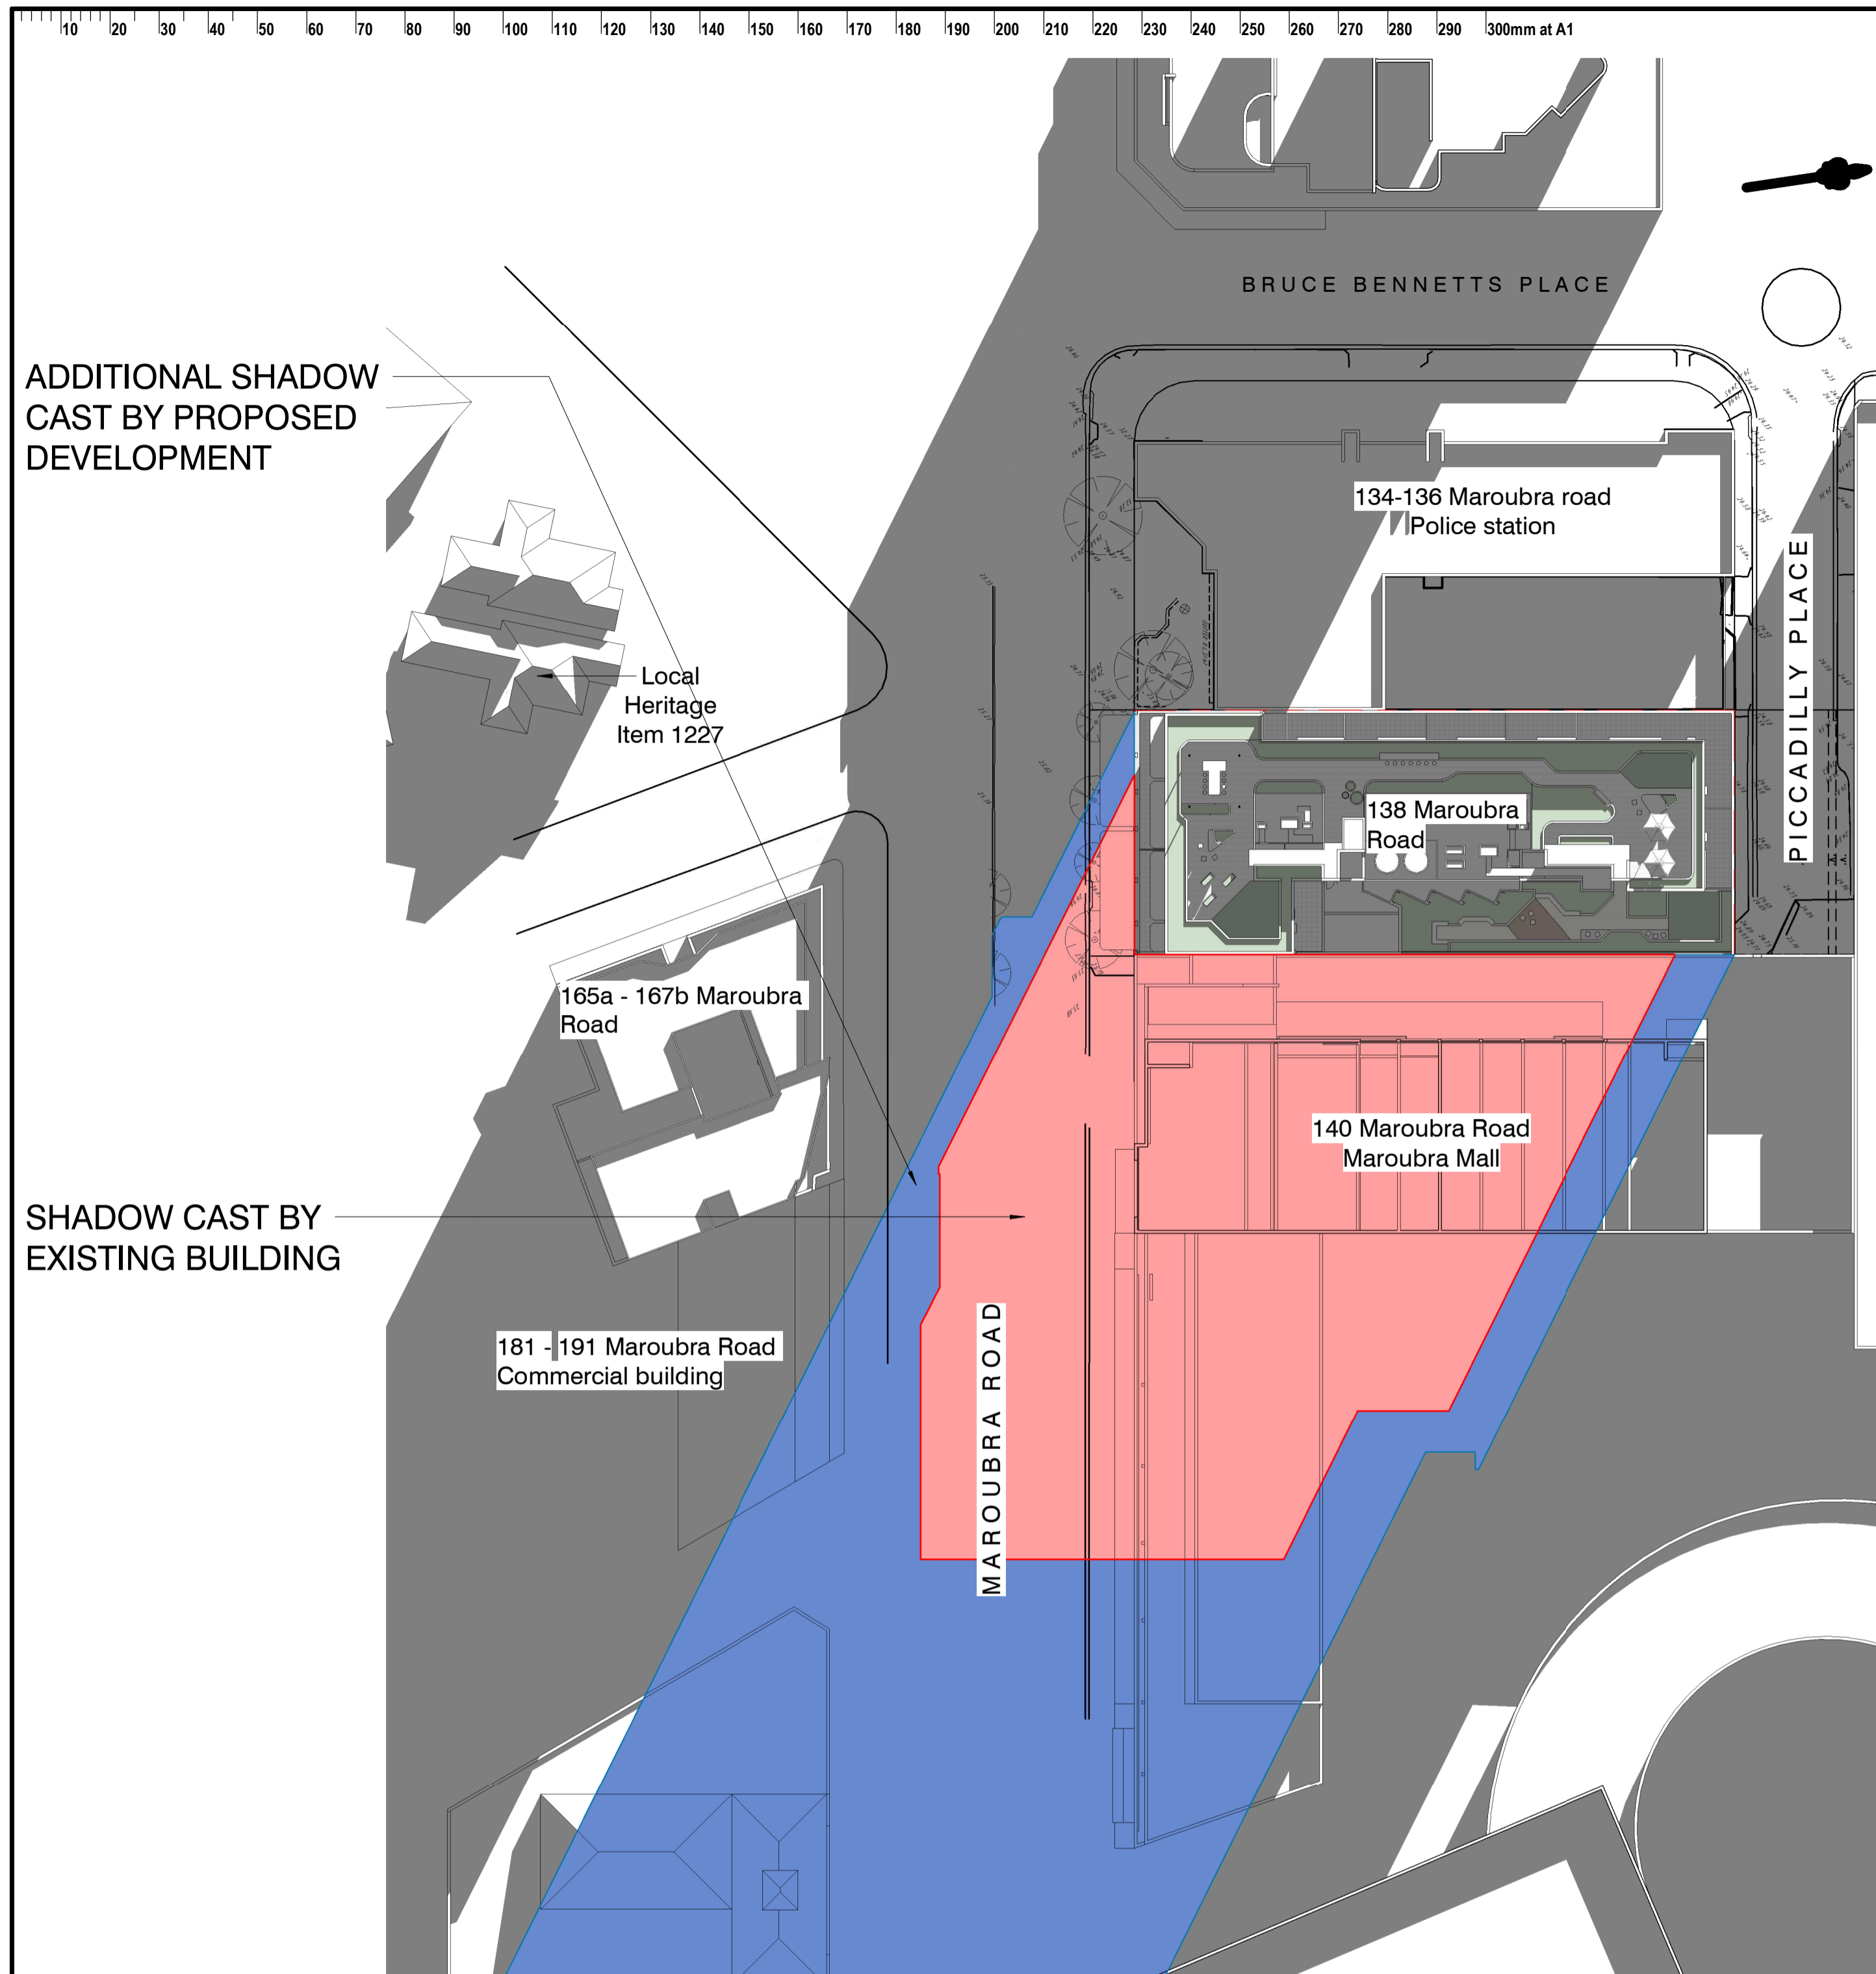 10 20 30 40 50 60 70 80 90 100 110 120 130 140 150 160 170 180 190 200 210 220 230 240 250 260 270 280 290 300mm at A1
BRUCE BENNETTS PLACE
ADDITIONAL SHADOW
CAST BY PROPOSED
DEVELOPMENT
134-136 Maroubra road
Police station
PICCADILLY PLACE
Local
Heritage
Item 1227
138 Maroubra
Road
165a - 167b Maroubra
Road
140 Maroubra Road
Maroubra Mall
SHADOW CAST BY
EXISTING BUILDING
181 - 191 Maroubra Road
Commercial building
MAROUBRA ROAD